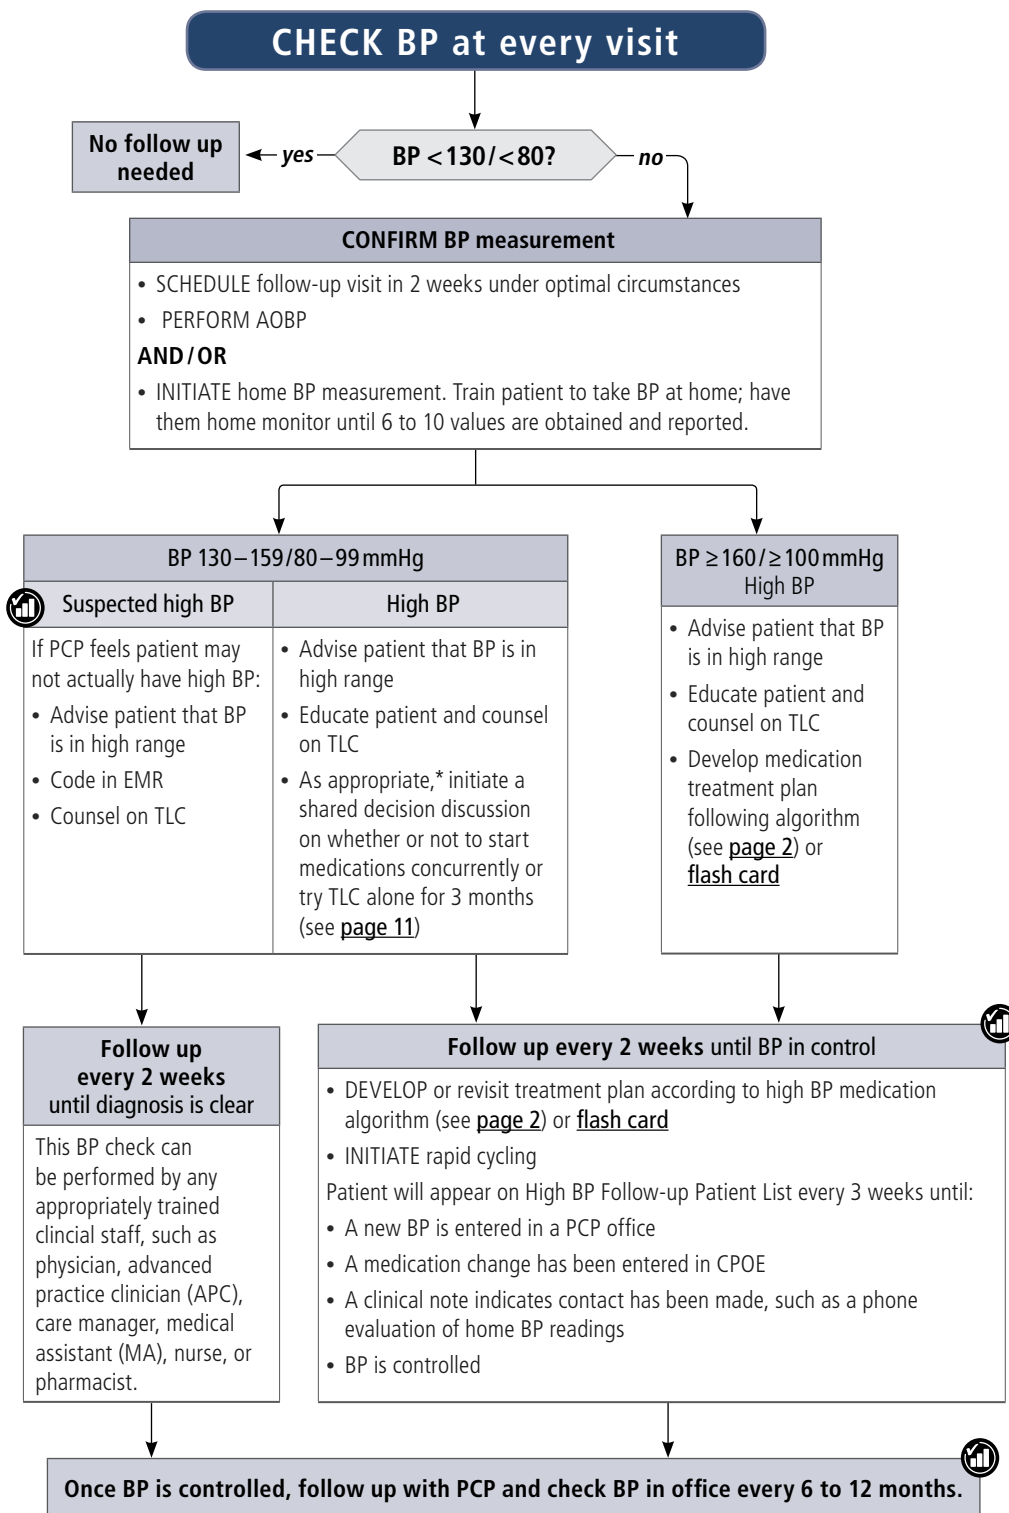 CHECK BP at every visit
No follow up
needed
yes
BP <130/<80?
no
CONFIRM BP measurement
• SCHEDULE follow-up visit in 2 weeks under optimal circumstances
• PERFORM AOBP
AND/OR
• INITIATE home BP measurement. Train patient to take BP at home; have
them home monitor until 6 to 10 values are obtained and reported.
BP 130–159/80–99 mmHg
Suspected high BP
If PCP feels patient may
not actually have high BP:
• Advise patient that BP
is in high range
• Code in EMR
• Counsel on TLC
High BP
• Advise patient that BP is in
high range
• Educate patient and counsel
on TLC
• As appropriate,* initiate a
shared decision discussion
on whether or not to start
medications concurrently or
try TLC alone for 3 months
(see page 11)
BP ≥160/≥100 mmHg
High BP
• Advise patient that BP
is in high range
• Educate patient and
counsel on TLC
• Develop medication
treatment plan
following algorithm
(see page 2) or
flash card
Follow up
every 2 weeks
until diagnosis is clear
This BP check can
be performed by any
appropriately trained
clincial staff, such as
physician, advanced
practice clinician (APC),
care manager, medical
assistant (MA), nurse, or
pharmacist.
Follow up every 2 weeks until BP in control
• DEVELOP or revisit treatment plan according to high BP medication
algorithm (see page 2) or flash card
• INITIATE rapid cycling
Patient will appear on High BP Follow-up Patient List every 3 weeks until:
• A new BP is entered in a PCP office
• A medication change has been entered in CPOE
• A clinical note indicates contact has been made, such as a phone
evaluation of home BP readings
• BP is controlled
Once BP is controlled, follow up with PCP and check BP in office every 6 to 12 months.